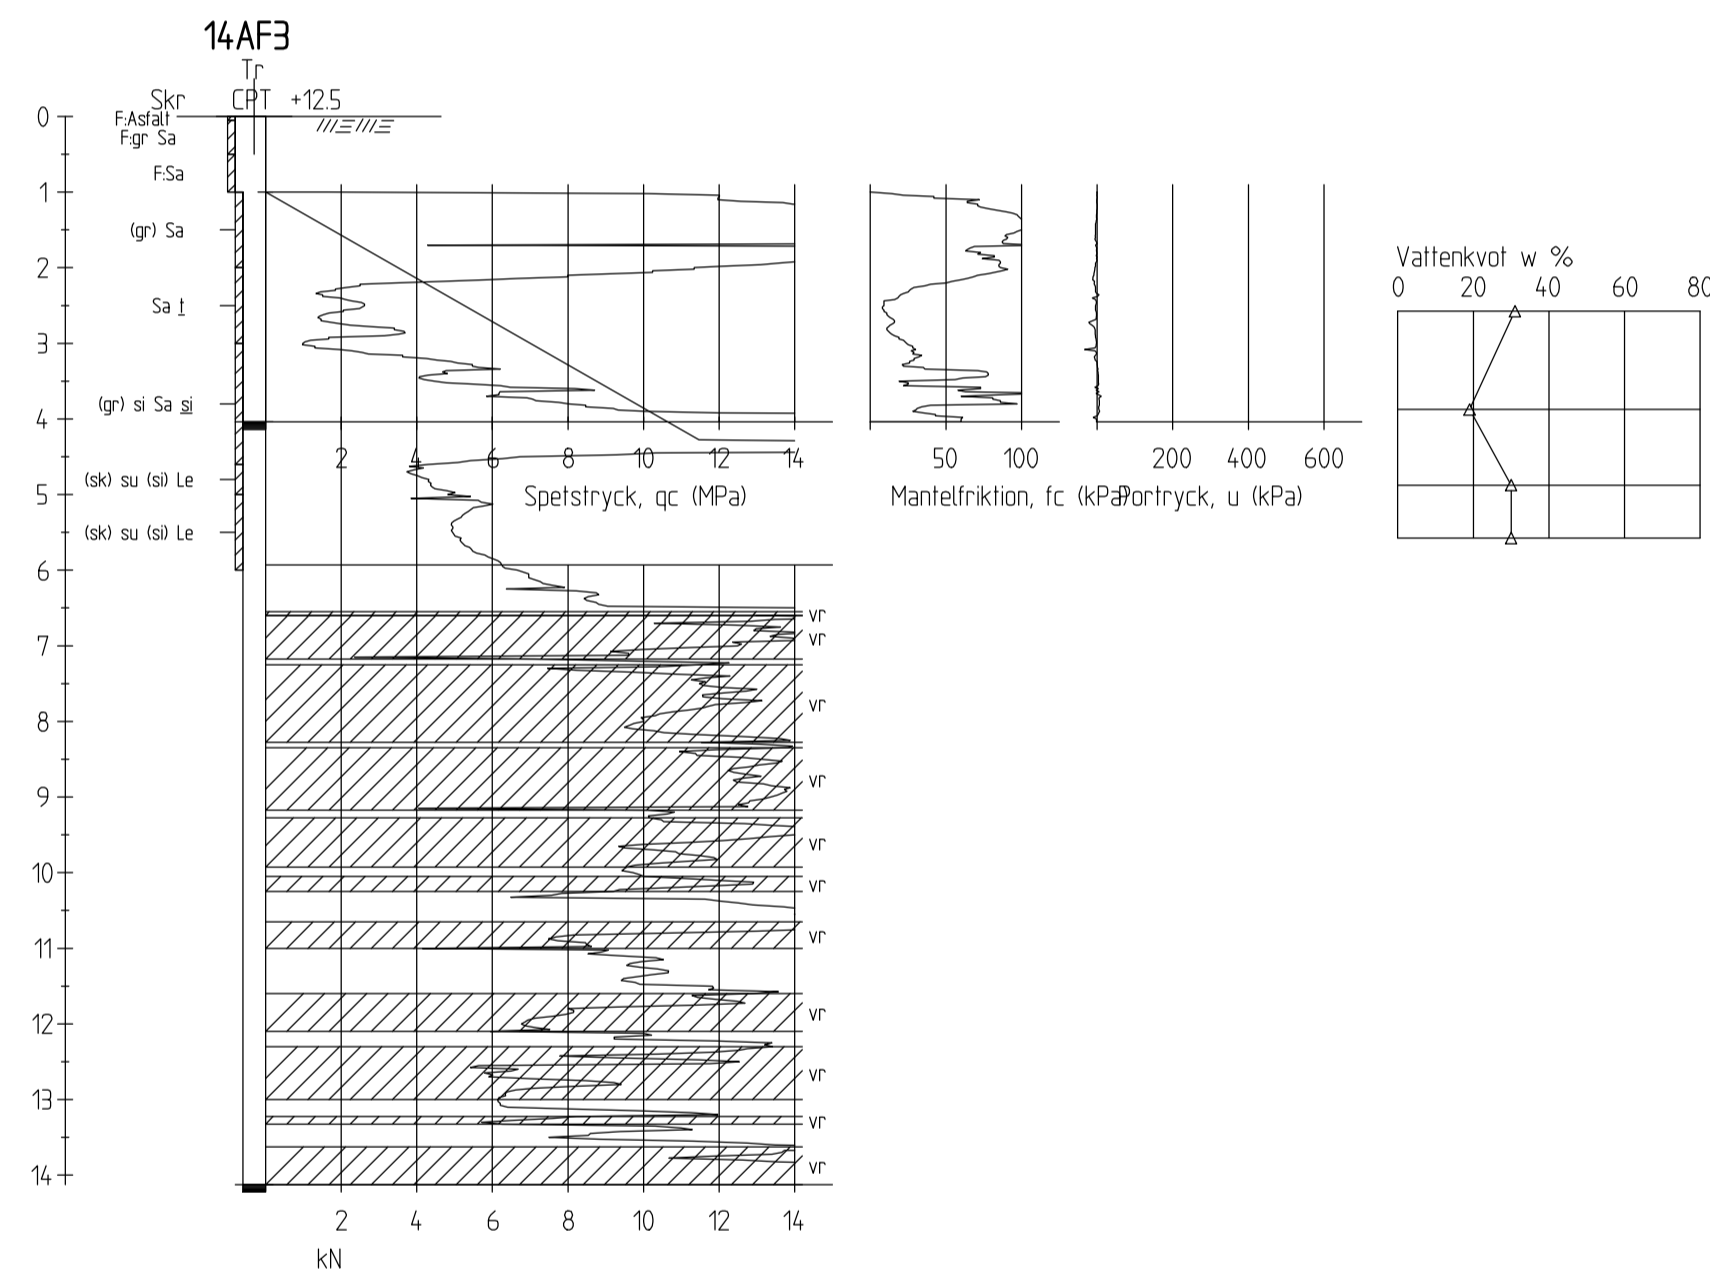 14AF3
Tr
Skr CPT +12.5
0 F:Asfalt
F:gr Sa
F:Sa
1
(gr) Sa
2
Sa t
3
(gr) si Sa si
4
2 4 6 8 10 12 14
50 100
200 400 600
(sk) su (si) Le
5
Spetstryck, qc (MPa)
Mantelfriktion, fc (kPa)
Portryck, u (kPa)
(sk) su (si) Le
6
Vattenkvot w %
0 20 40 60 80
vr
7 vr
8 vr
9 vr
10 vr
vr
11 vr
12 vr
13 vr
vr
14 vr
2 4 6 8 10 12 14
kN